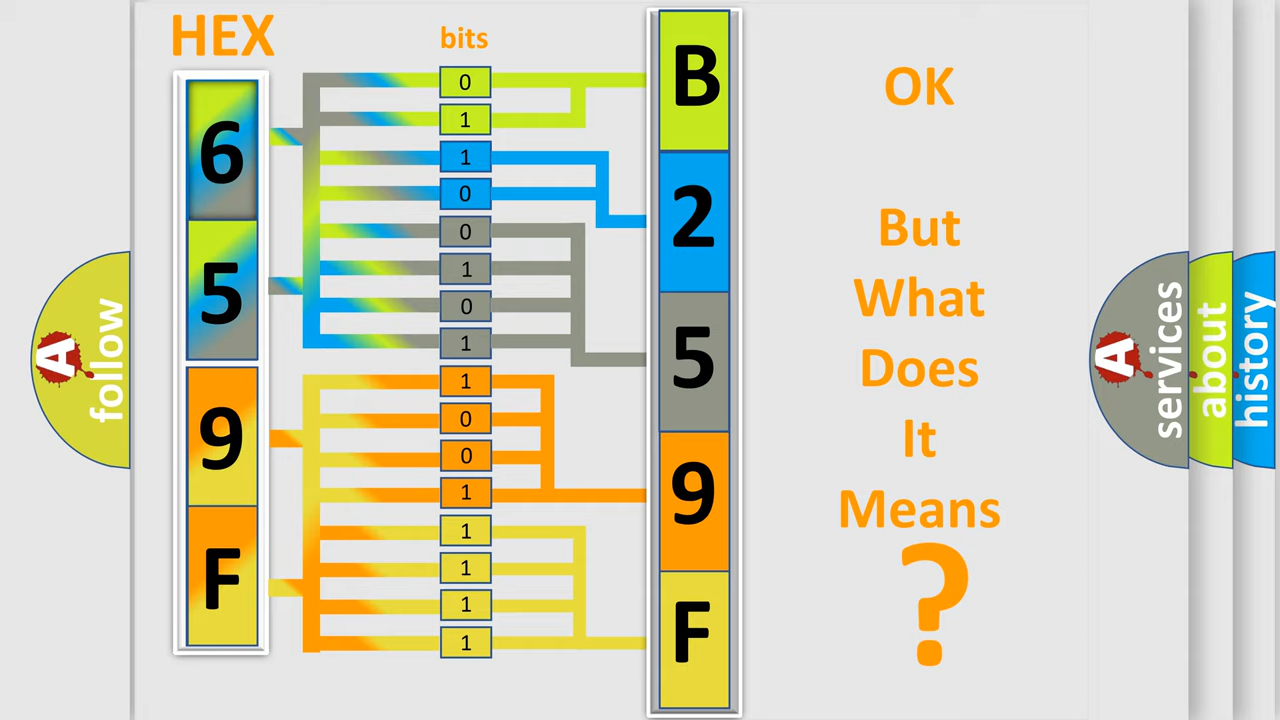 HEX
bits
6
5
9
F
0
1
1
0
0
1
0
1
1
0
0
1
1
1
1
1
B
2
5
9
F
OK
But
What
Does
It
Means
?
A
follow
A
services
about
history